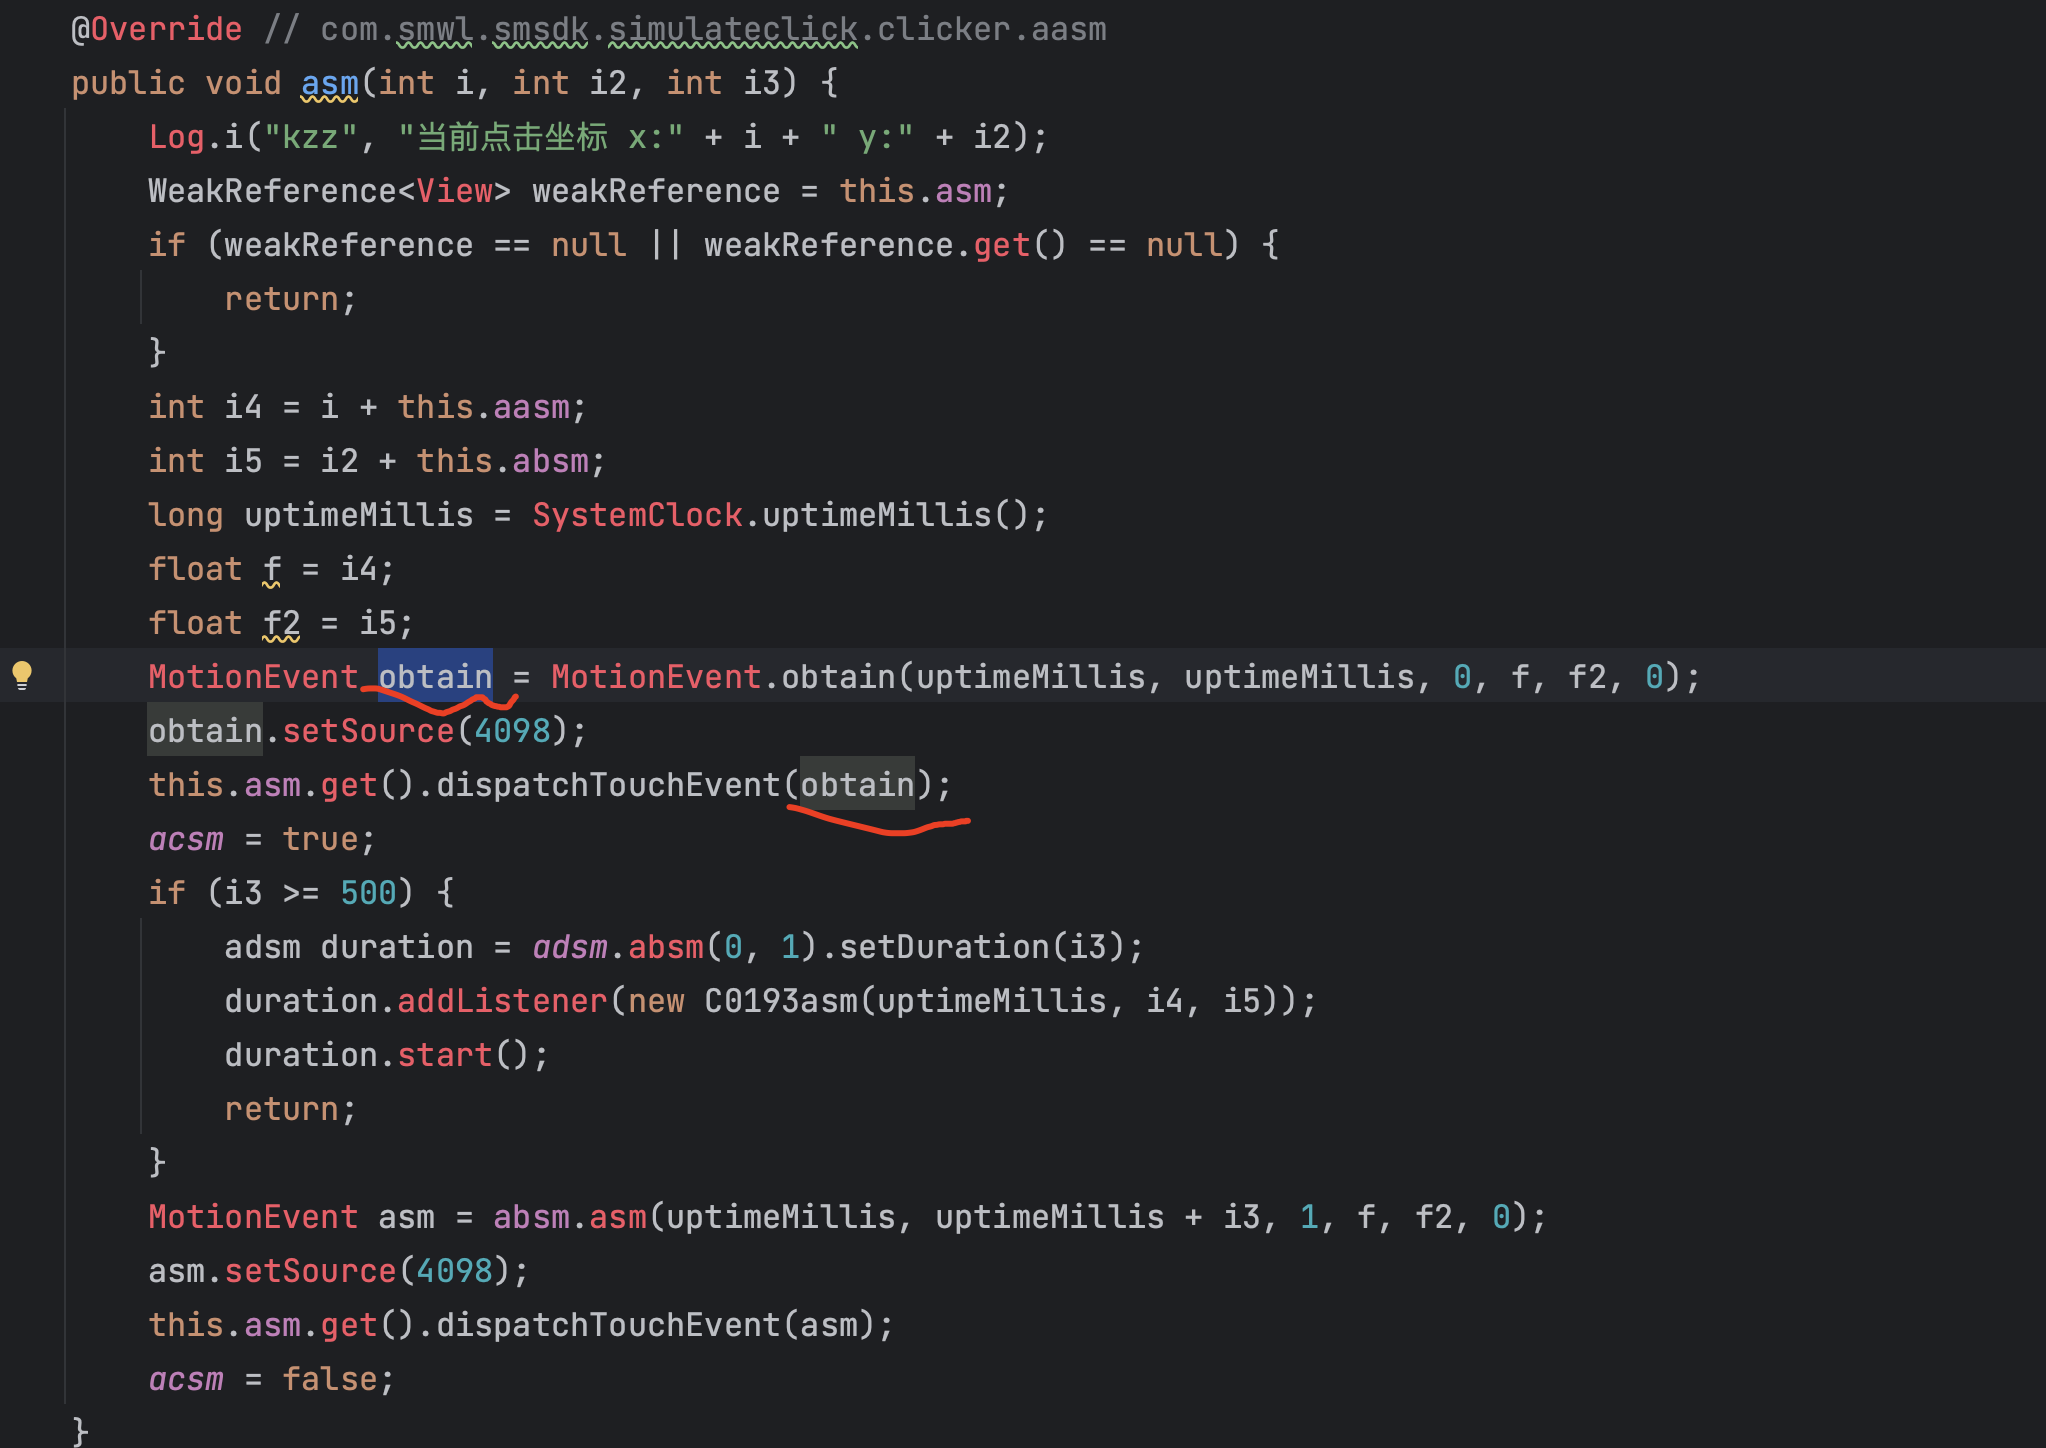 @Override // com.smwl.smsdk.simulateclick.clicker.aasm
public void asm(int i, int i2, int i3) {
Log.i("kzz", "当前点击坐标 x:" + i + " y:" + i2);
WeakReference<View> weakReference = this.asm;
if (weakReference == null || weakReference.get() == null) {
return;
}
int i4 = i + this.aasm;
int i5 = i2 + this.absm;
long uptimeMillis = SystemClock.uptimeMillis();
float f = i4;
float f2 = i5;
MotionEvent obtain = MotionEvent.obtain(uptimeMillis, uptimeMillis, 0, f, f2, 0);
obtain.setSource(4098);
this.asm.get().dispatchTouchEvent(obtain);
acsm = true;
if (i3 >= 500) {
adsm duration = adsm.absm(0, 1).setDuration(i3);
duration.addListener(new C0193asm(uptimeMillis, i4, i5));
duration.start();
return;
}
MotionEvent asm = absm.asm(uptimeMillis, uptimeMillis + i3, 1, f, f2, 0);
asm.setSource(4098);
this.asm.get().dispatchTouchEvent(asm);
acsm = false;
}